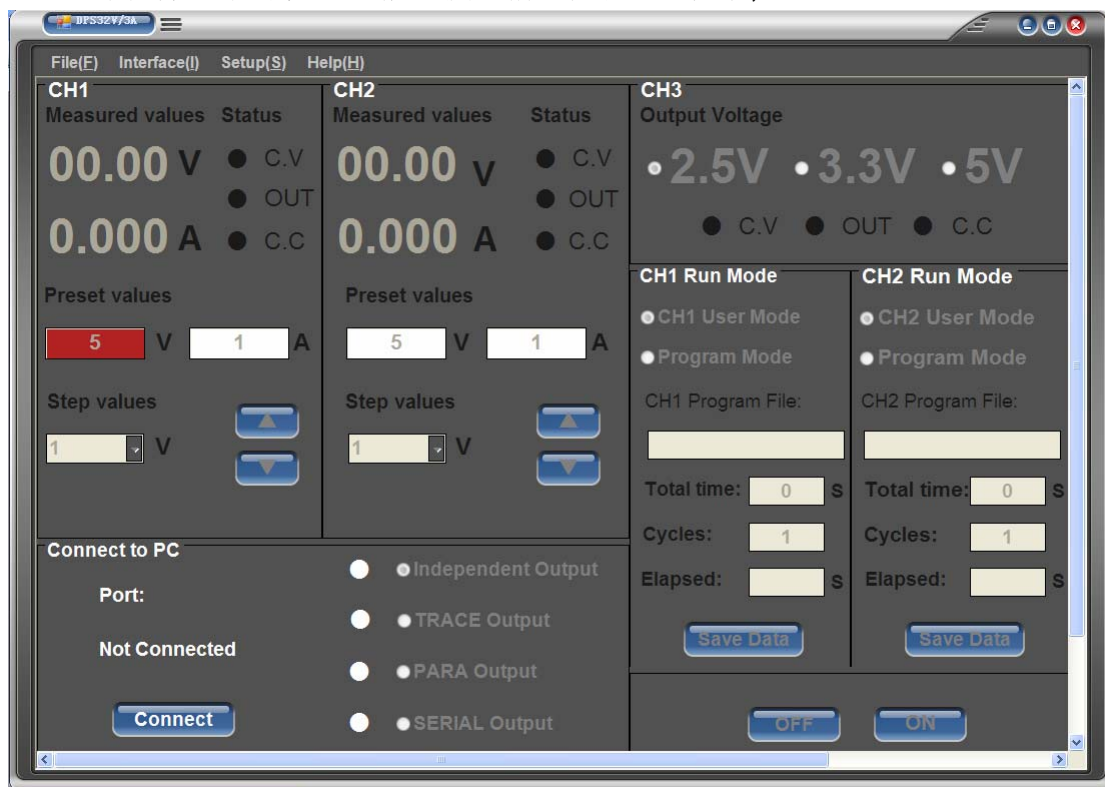 DPS32V/3A
File(F) Interface(I) Setup(S) Help(H)
CH1
Measured values Status
00.00 V C.V
OUT
0.000 A C.C
Preset values
5 V 1 A
Step values
1 V
CH2
Measured values Status
00.00 V C.V
OUT
0.000 A C.C
Preset values
5 V 1 A
Step values
1 V
CH3
Output Voltage
2.5V 3.3V 5V
C.V OUT C.C
CH1 Run Mode
CH1 User Mode
Program Mode
CH1 Program File:
Total time: 0 S
Cycles: 1
Elapsed: S
Save Data
CH2 Run Mode
CH2 User Mode
Program Mode
CH2 Program File:
Total time: 0 S
Cycles: 1
Elapsed: S
Save Data
Connect to PC
Port:
Not Connected
Connect
Independent Output
TRACE Output
PARA Output
SERIAL Output
OFF ON